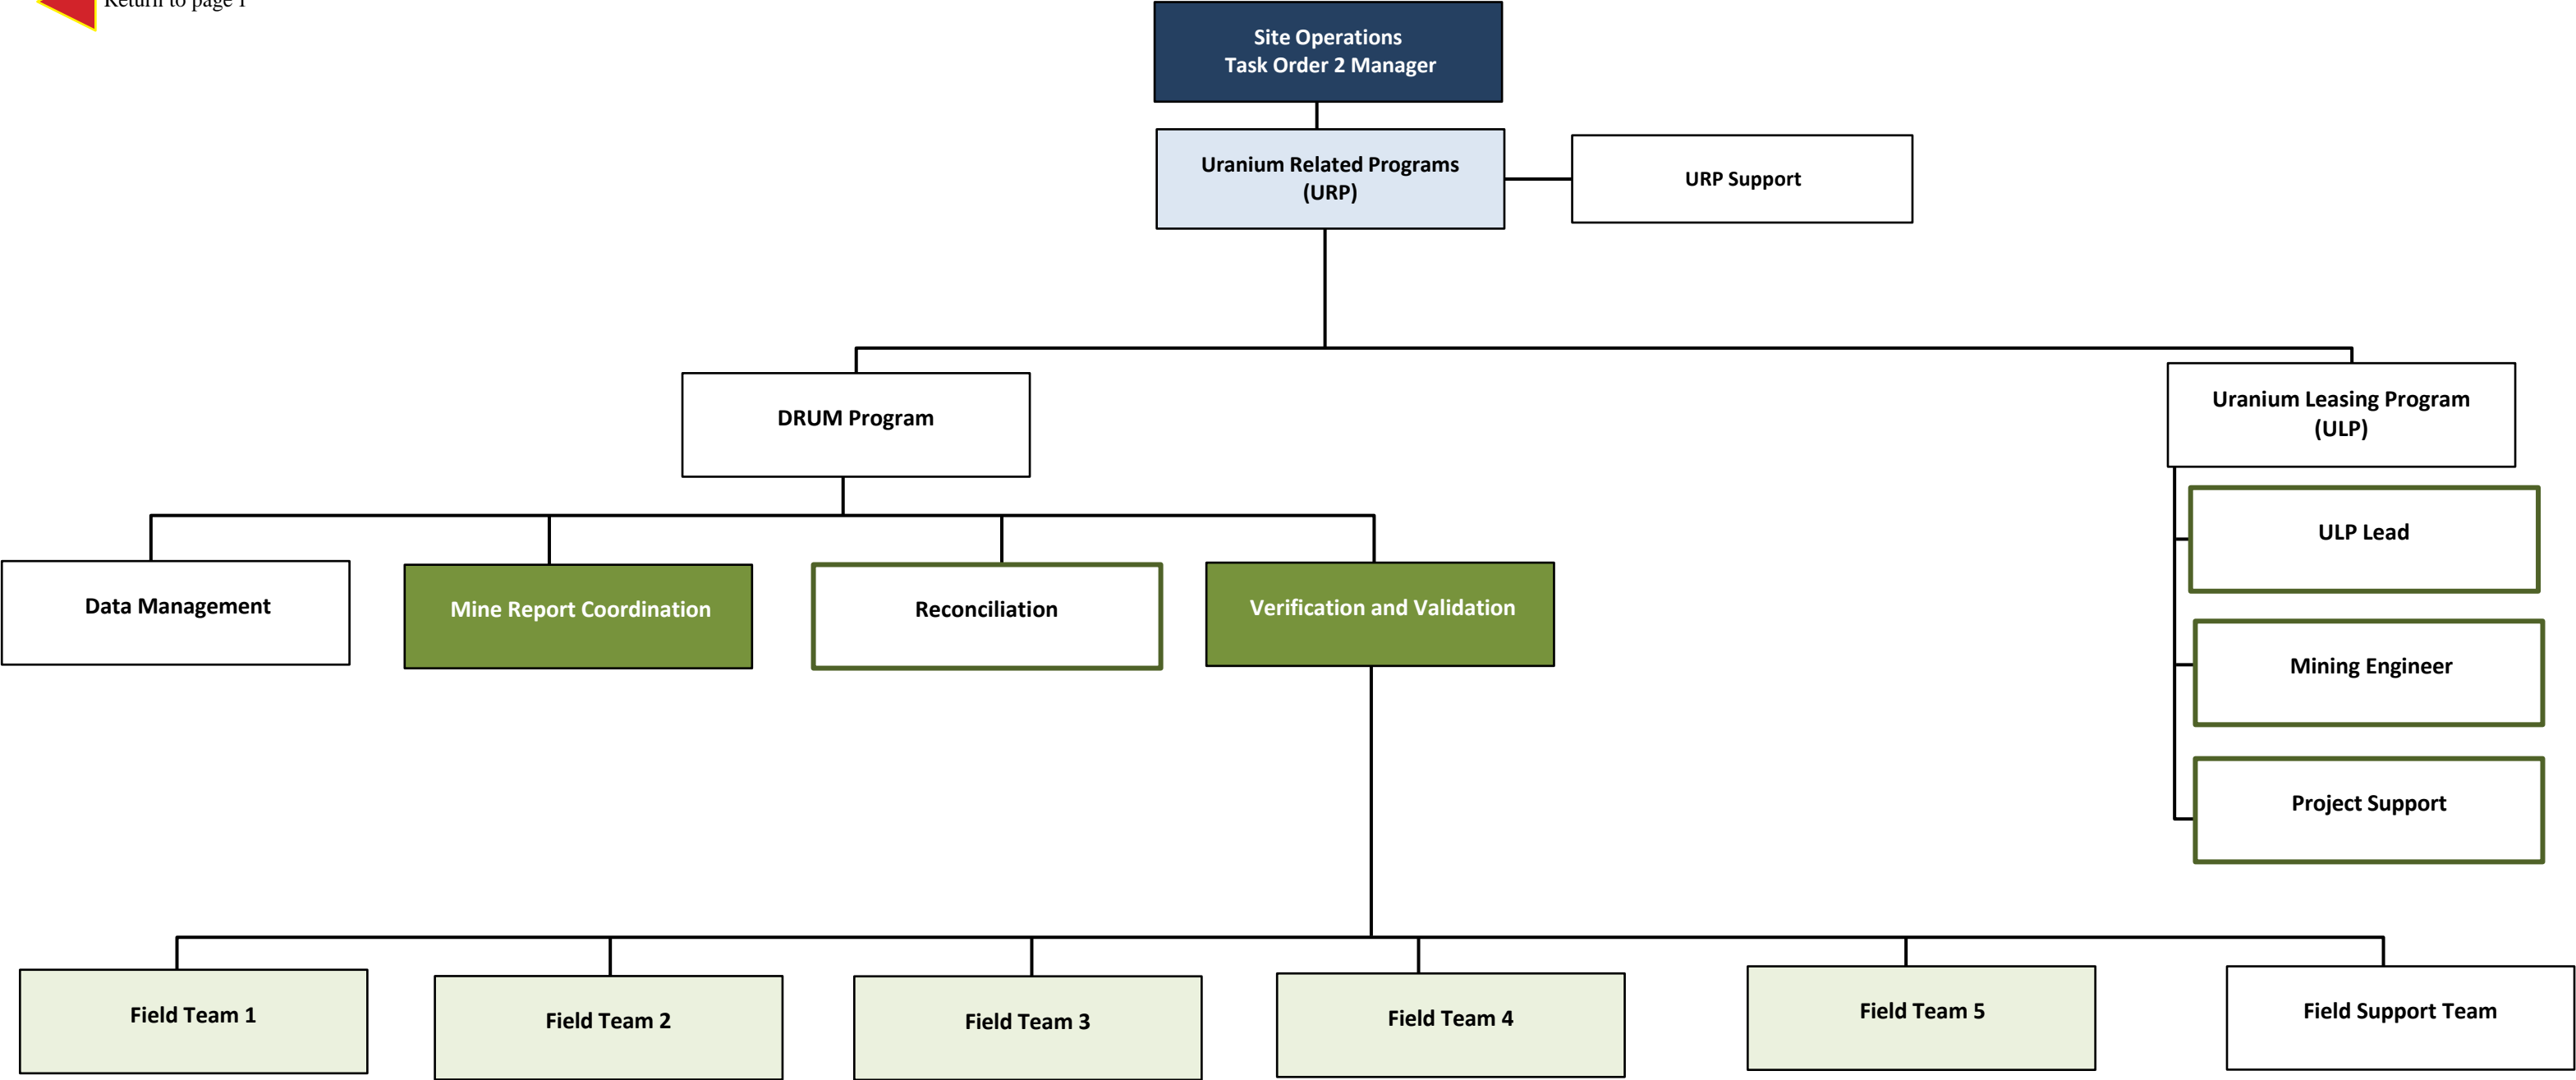 Return to page 1
Site Operations
Task Order 2 Manager
Uranium Related Programs
(URP)
URP Support
DRUM Program
Uranium Leasing Program
(ULP)
ULP Lead
Data Management
Mine Report Coordination
Reconciliation
Verification and Validation
Mining Engineer
Project Support
Field Team 1
Field Team 2
Field Team 3
Field Team 4
Field Team 5
Field Support Team